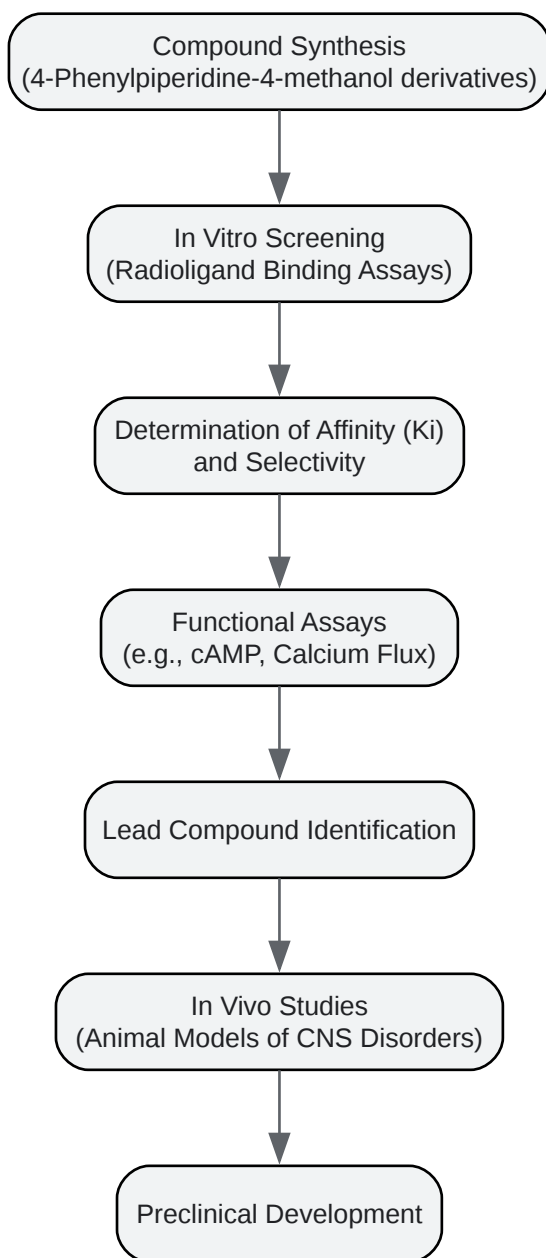 Compound Synthesis
(4-Phenylpiperidine-4-methanol derivatives)
In Vitro Screening
(Radioligand Binding Assays)
Determination of Affinity (Ki)
and Selectivity
Functional Assays
(e.g., cAMP, Calcium Flux)
Lead Compound Identification
In Vivo Studies
(Animal Models of CNS Disorders)
Preclinical Development